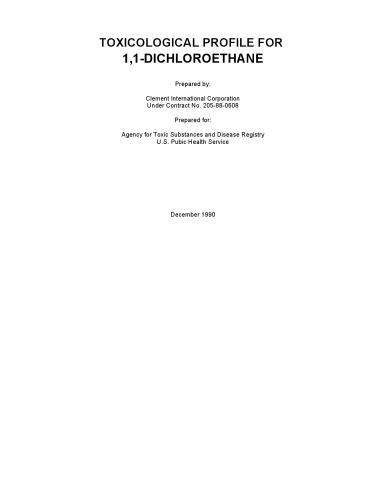 TOXICOLOGICAL PROFILE FOR
1,1-DICHLOROETHANE
Prepared by:
Clement International Corporation
Under Contract No. 205-88-0608
Prepared for:
Agency for Toxic Substances and Disease Registry
U.S. Pubic Health Service
December 1990